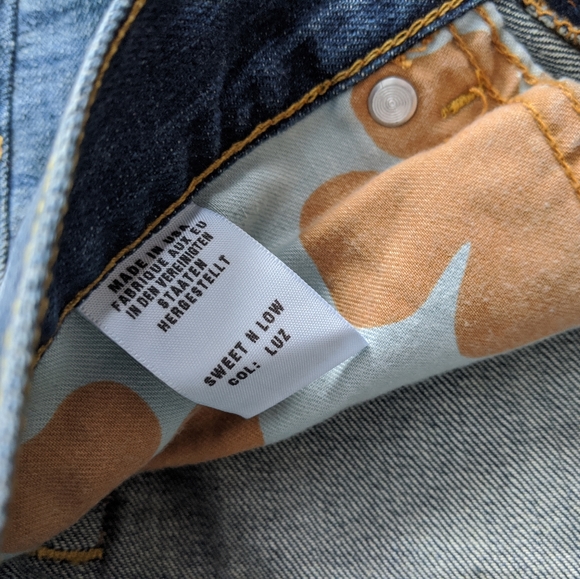 MADE IN USA
FABRIQUE AUX EU
IN DEN VEREINIGTEN
STAATEN
HERGESTELLT
SWEET N LOW
COL: LUZ